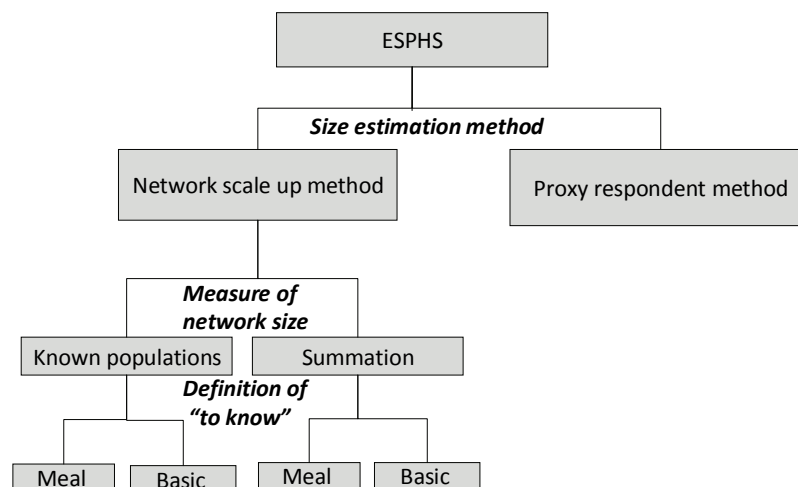 ESPHS
Size estimation method
Network scale up method
Proxy respondent method
Measure of
network size
Known populations
Summation
Definition of
“to know”
Meal
Basic
Meal
Basic